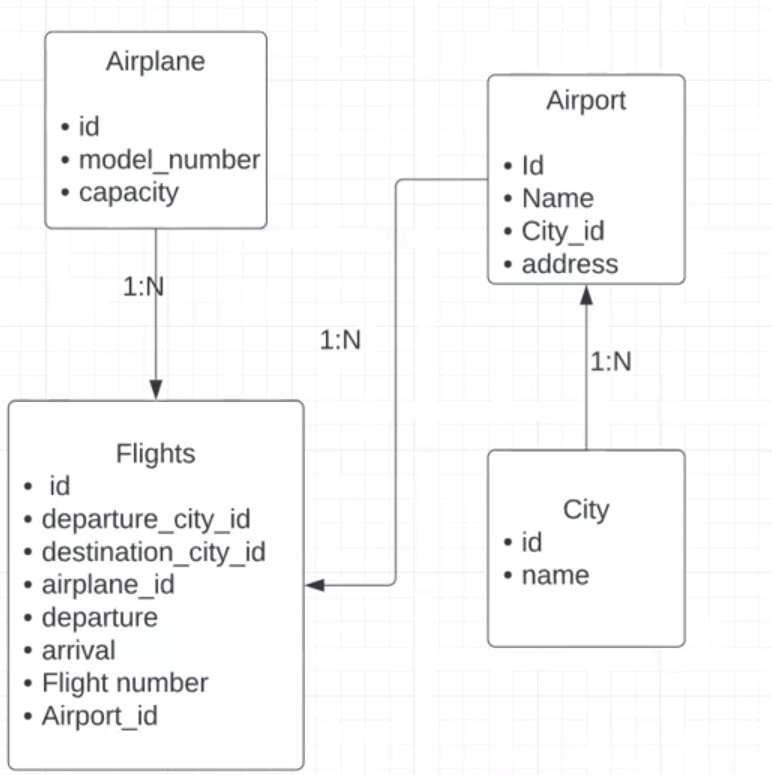 Airplane
• id
• model_number
• capacity
1:N
Flights
• id
• departure_city_id
• destination_city_id
• airplane_id
• departure
• arrival
• Flight number
• Airport_id
1:N
Airport
• Id
• Name
• City_id
• address
1:N
City
• id
• name